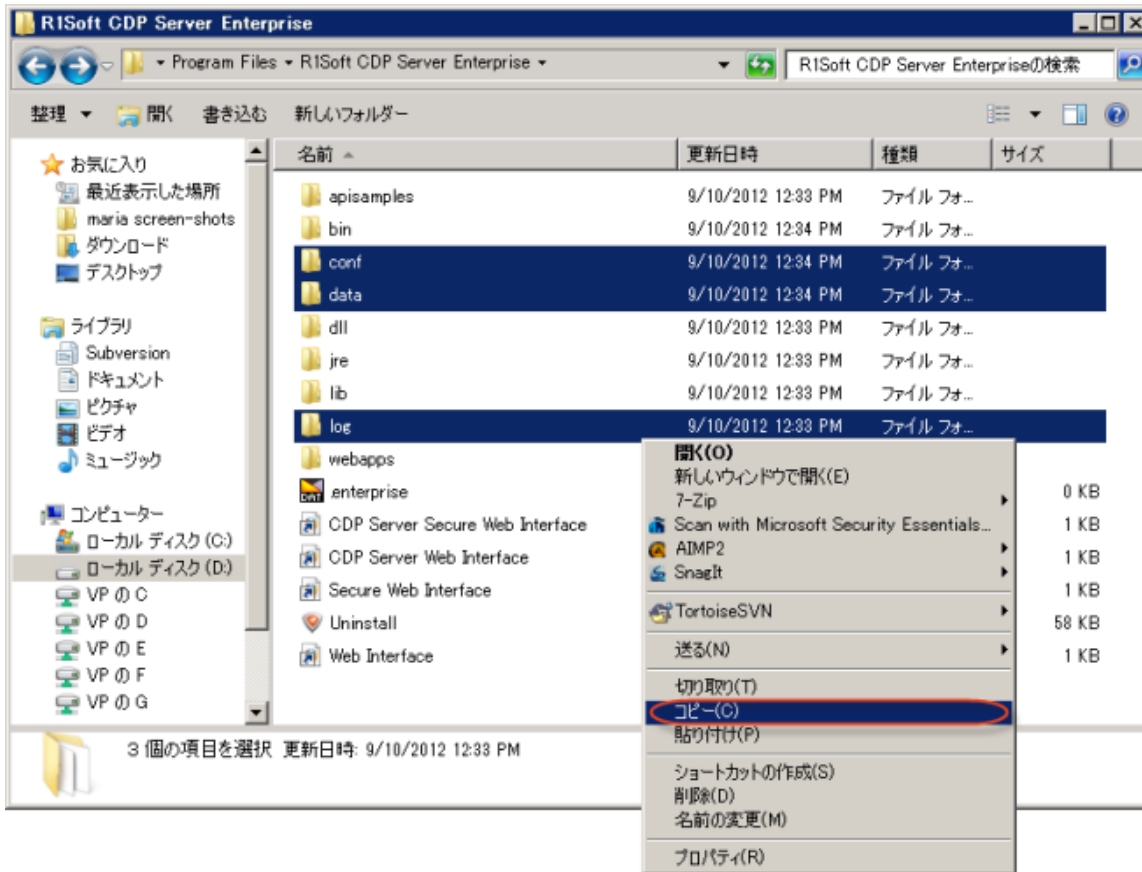 R1Soft CDP Server Enterprise
Program Files R1Soft CDP Server Enterprise
R1Soft CDP Server Enterpriseの検索
整理 開く 書き込む 新しいフォルダー
お気に入り
最近表示した場所
maria screen-shots
ダウンロード
デスクトップ
ライブラリ
Subversion
ドキュメント
ピクチャ
ビデオ
ミュージック
コンピューター
ローカル ディスク (C:)
ローカル ディスク (D:)
VP の C
VP の D
VP の E
VP の F
VP の G
名前 更新日時 種類 サイズ
apisamples 9/10/2012 12:33 PM ファイル フォ...
bin 9/10/2012 12:34 PM ファイル フォ...
conf 9/10/2012 12:34 PM ファイル フォ...
data 9/10/2012 12:34 PM ファイル フォ...
dll 9/10/2012 12:33 PM ファイル フォ...
jre 9/10/2012 12:33 PM ファイル フォ...
lib 9/10/2012 12:33 PM ファイル フォ...
log 9/10/2012 12:33 PM ファイル フォ...
webapps
.enterprise 0 KB
CDP Server Secure Web Interface 1 KB
CDP Server Web Interface 1 KB
Secure Web Interface 1 KB
Uninstall 58 KB
Web Interface 1 KB
開く(O)
新しいウィンドウで開く(E)
7-Zip
Scan with Microsoft Security Essentials...
AIMP2
SnagIt
TortoiseSVN
送る(N)
切り取り(T)
コピー(C)
貼り付け(P)
ショートカットの作成(S)
削除(D)
名前の変更(M)
プロパティ(R)
3 個の項目を選択 更新日時: 9/10/2012 12:33 PM